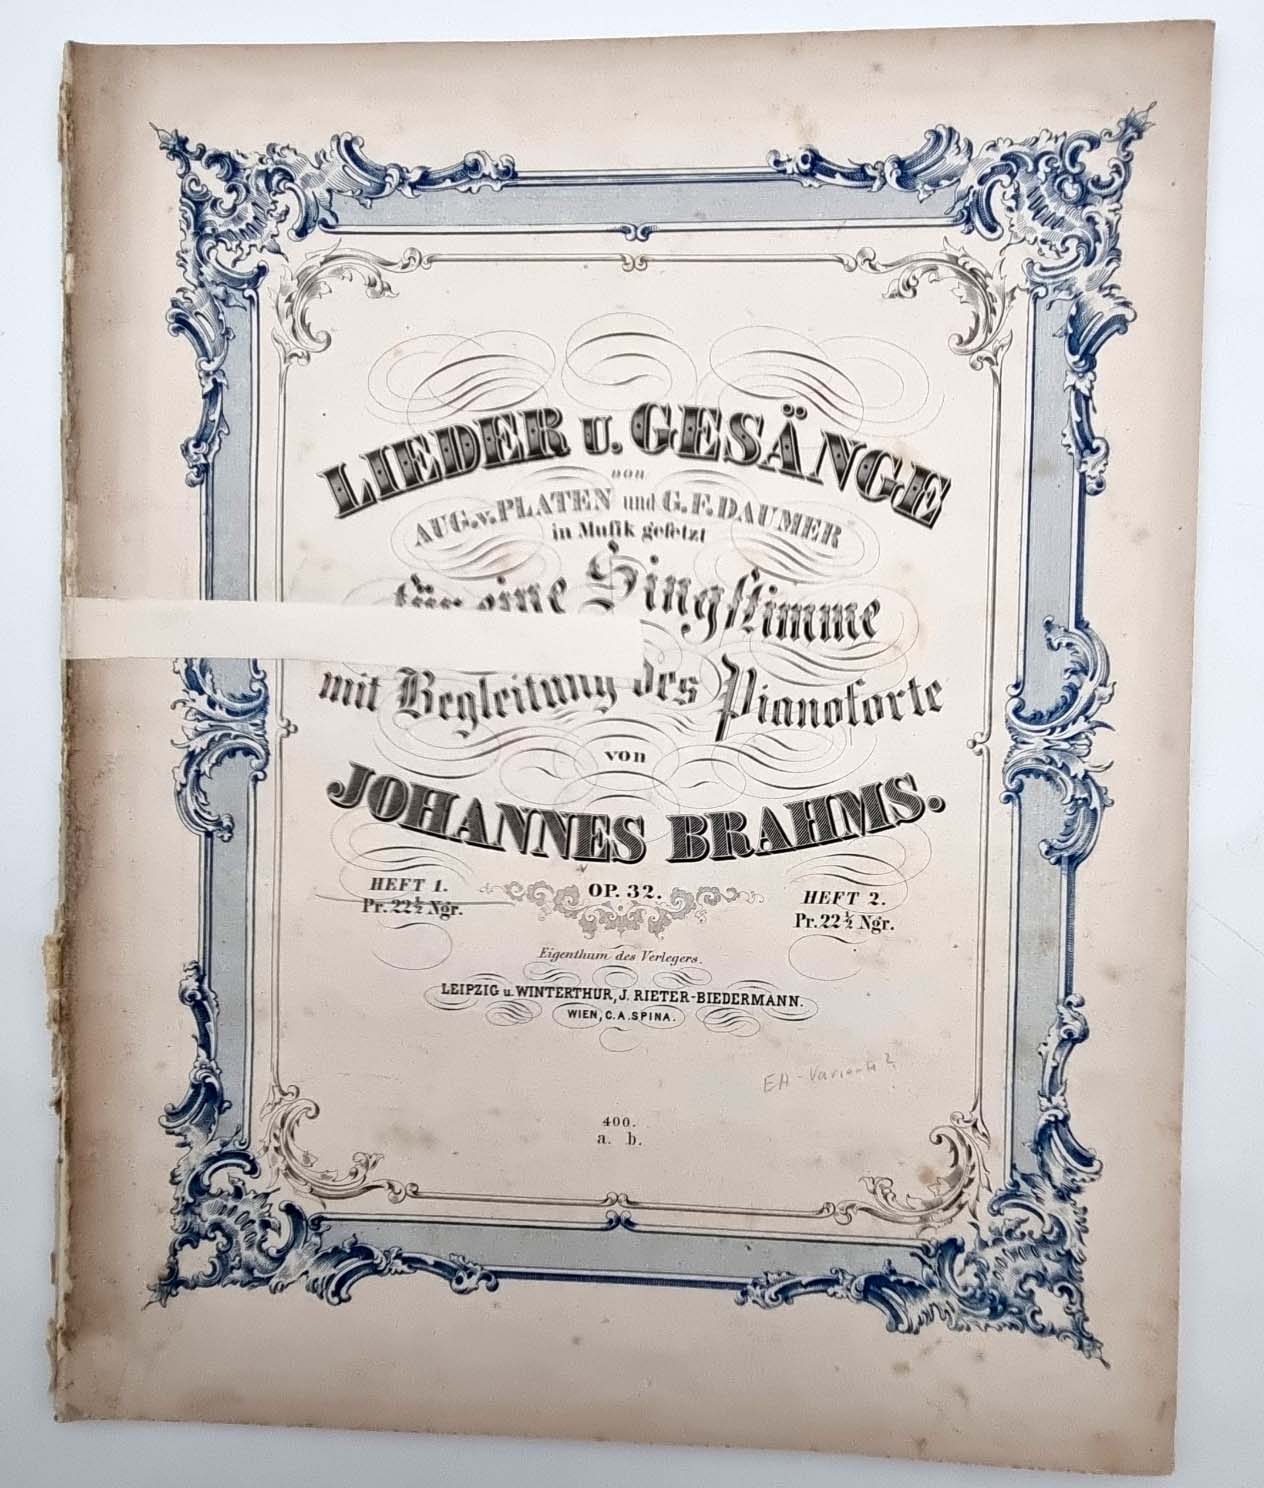 LIEDER U. GESÄNGE
von
AUG. v. PLATEN und G. F. DAUMER
in Muſik geſetzt
für eine Singſtimme
mit Begleitung des Pianoforte
von
JOHANNES BRAHMS.
HEFT 1. OP. 32. HEFT 2.
Pr. 22½ Ngr. Pr. 22½ Ngr.
Eigenthum des Verlegers.
LEIPZIG u. WINTERTHUR, J. RIETER-BIEDERMANN.
WIEN, C. A. SPINA.
EA - Variante?
400.
a. b.